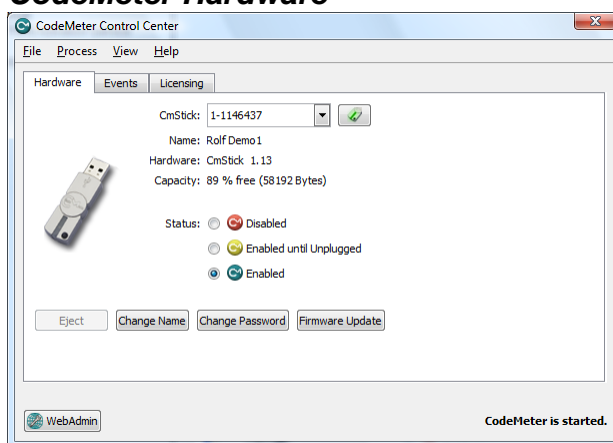 CodeMeter Hardware
CodeMeter Control Center
File Process View Help
Hardware Events Licensing
CmStick: 1-1146437
Name: Rolf Demo1
Hardware: CmStick 1.13
Capacity: 89 % free (58192 Bytes)
Status: Disabled
Enabled until Unplugged
Enabled
Eject Change Name Change Password Firmware Update
WebAdmin CodeMeter is started.